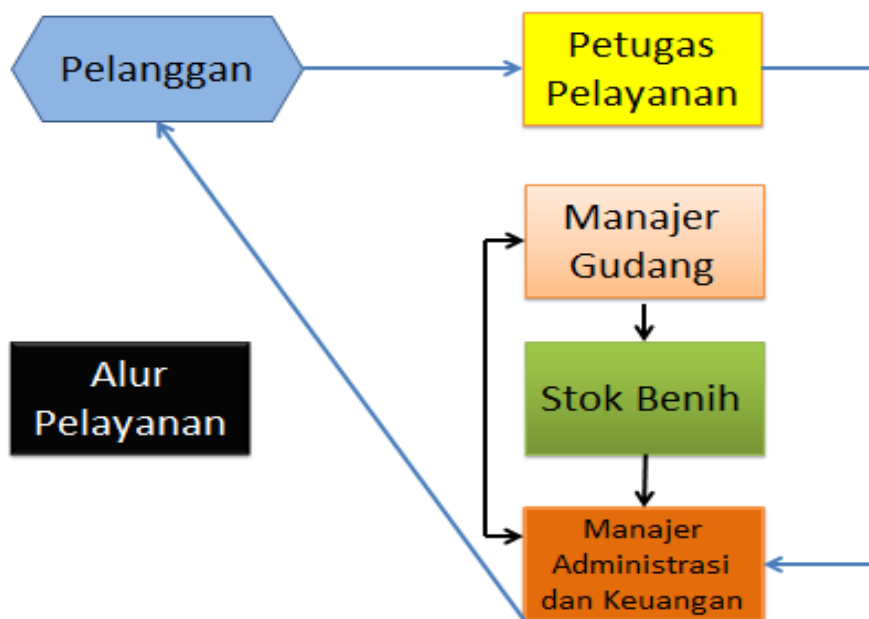 Pelanggan
Petugas
Pelayanan
Manajer
Gudang
Alur
Pelayanan
Stok Benih
Manajer
Administrasi
dan Keuangan